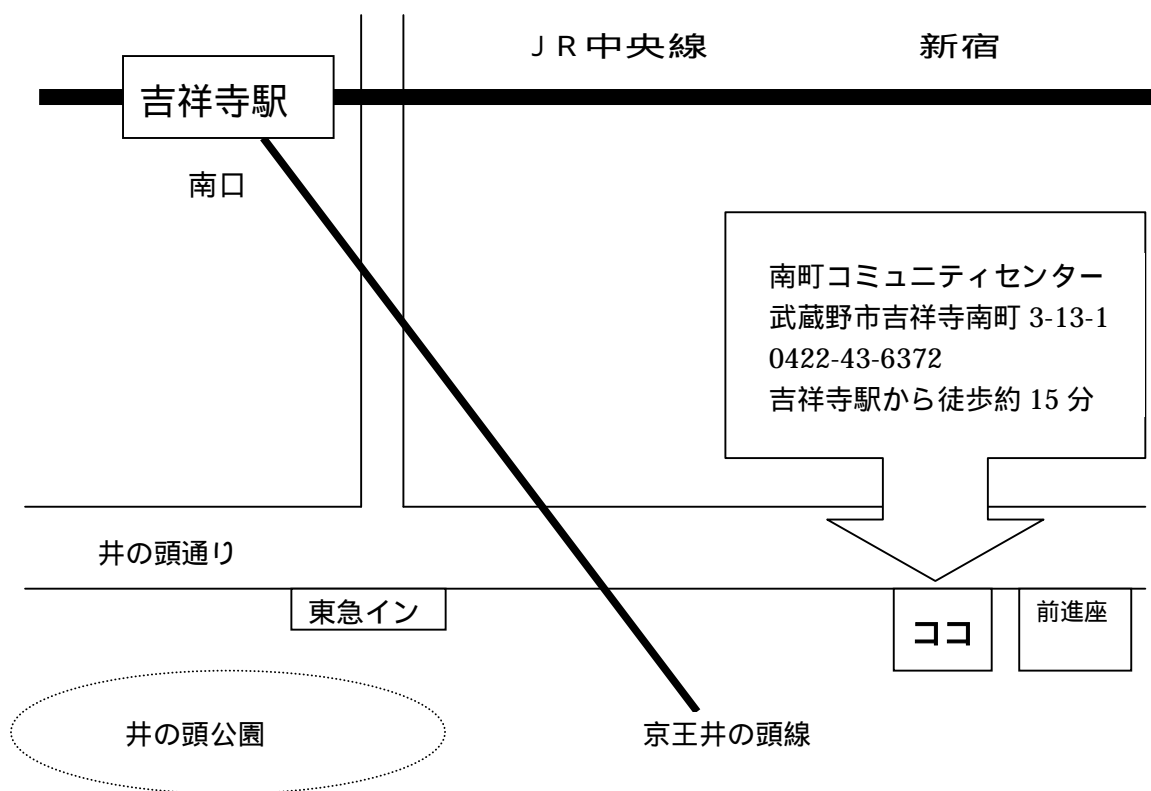 JR中央線
新宿
吉祥寺駅
南口
南町コミュニティセンター
武蔵野市吉祥寺南町 3-13-1
0422-43-6372
吉祥寺駅から徒歩約 15 分
井の頭通り
東急イン
ココ
前進座
井の頭公園
京王井の頭線